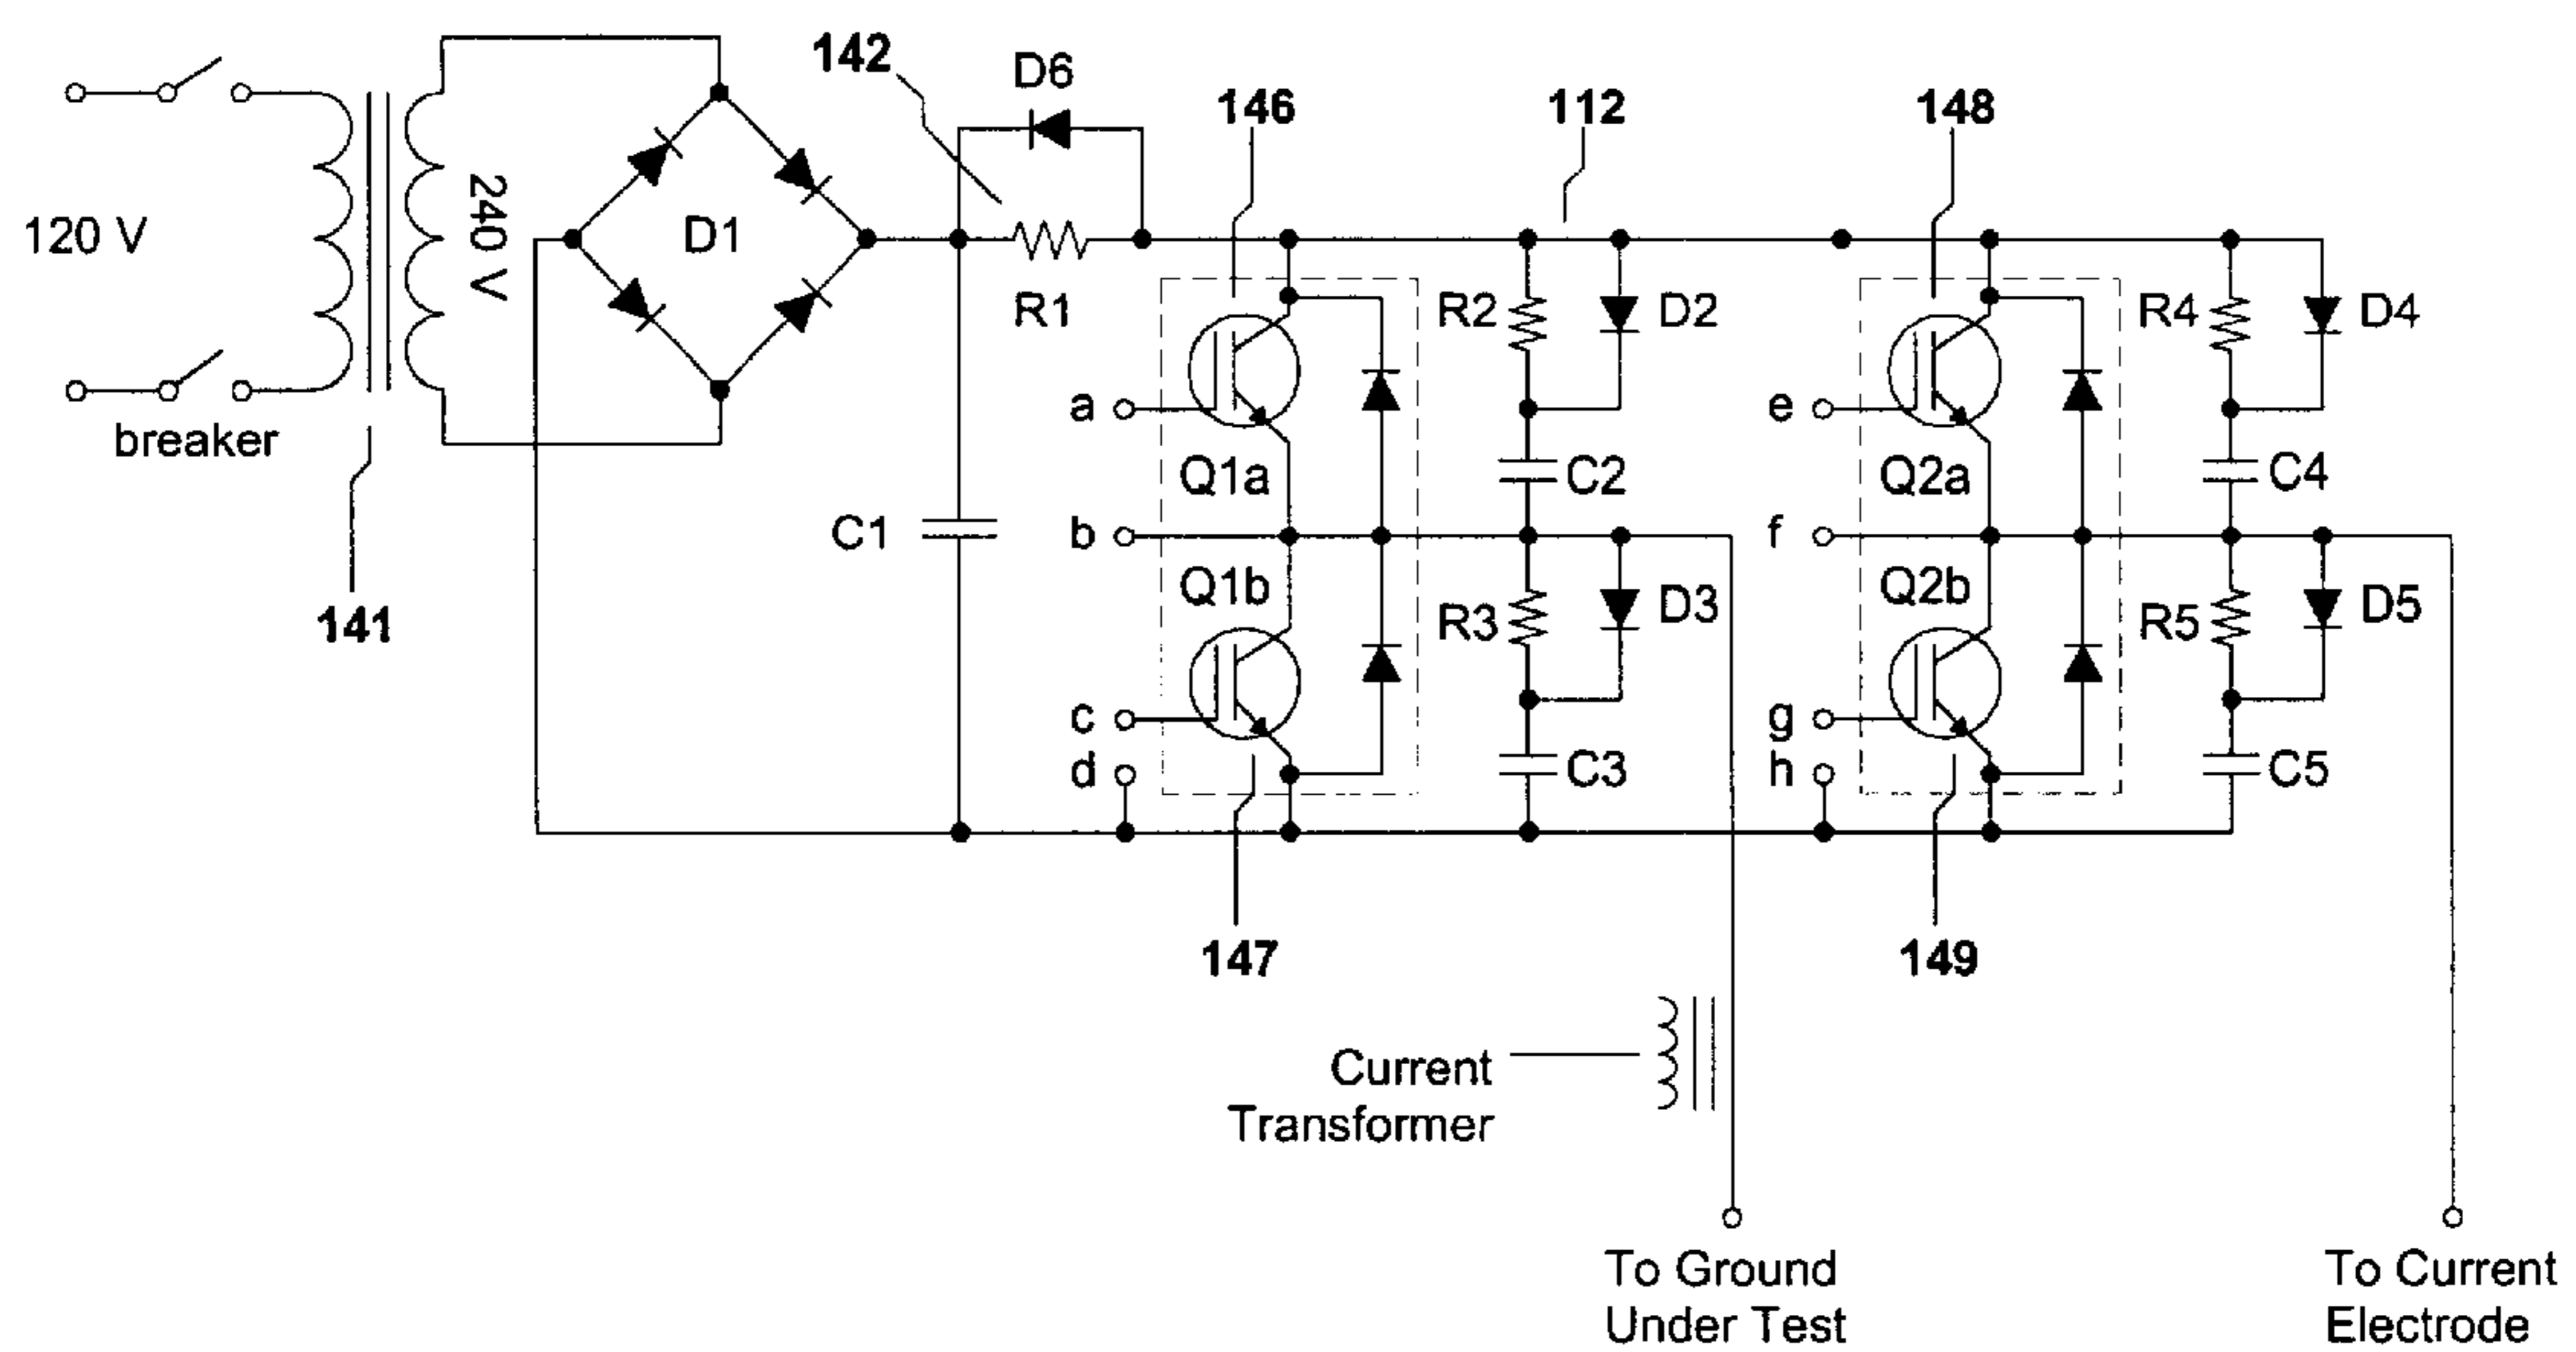 142
D6
146
112
148
120 V
240 V
D1
R1
R2
D2
R4
D4
a
e
breaker
Q1a
C2
Q2a
C4
C1
b
f
Q1b
R3
D3
Q2b
R5
D5
141
c
g
d
C3
h
C5
147
149
Current
Transformer
To Ground
Under Test
To Current
Electrode